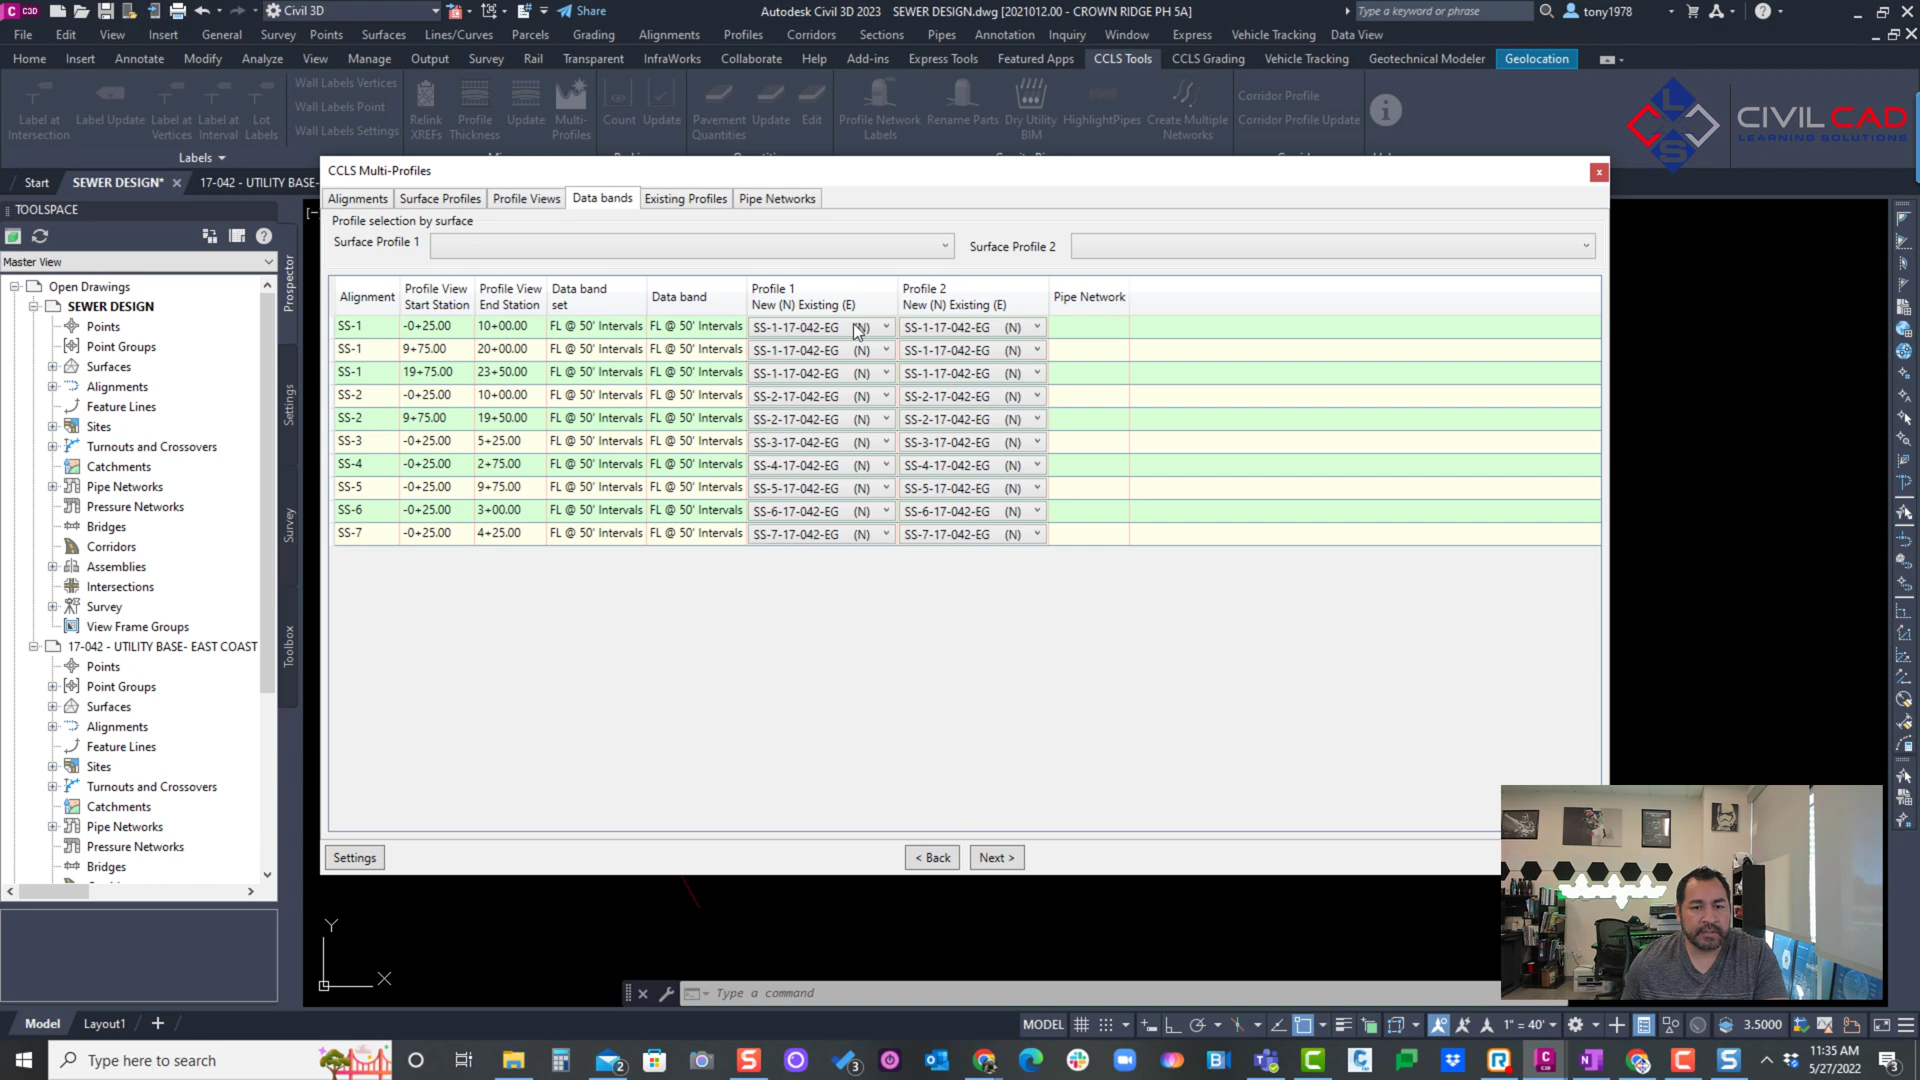 C3D Civil 3D Share Autodesk Civil 3D 2023 SEWER DESIGN.dwg [2021012.00 - CROWN RIDGE PH 5A] Type a keyword or phrase tony1978
File Edit View Insert General Survey Points Surfaces Lines/Curves Parcels Grading Alignments Profiles Corridors Sections Pipes Annotation Inquiry Window Express Vehicle Tracking Data View
Home Insert Annotate Modify Analyze View Manage Output Survey Rail Transparent InfraWorks Collaborate Help Add-ins Express Tools Featured Apps CCLS Tools CCLS Grading Vehicle Tracking Geotechnical Modeler Geolocation
Label at Intersection Label Update Label at Vertices Label at Interval Lot Labels
Wall Labels Vertices
Wall Labels Point
Wall Labels Settings
Relink XREFs Profile Thickness Update Multi-Profiles Count Update Pavement Quantities Update Edit Profile Network Labels Rename Parts Dry Utility BIM HighlightPipes Create Multiple Networks
Corridor Profile
Corridor Profile Update
Labels
CIVIL CAD
LEARNING SOLUTIONS
Start SEWER DESIGN* 17-042 - UTILITY BASE-
CCLS Multi-Profiles
Alignments Surface Profiles Profile Views Data bands Existing Profiles Pipe Networks
Profile selection by surface
Surface Profile 1 Surface Profile 2
Alignment Profile View Start Station Profile View End Station Data band set Data band Profile 1 New (N) Existing (E) Profile 2 New (N) Existing (E) Pipe Network
SS-1 -0+25.00 10+00.00 FL @ 50' Intervals FL @ 50' Intervals SS-1-17-042-EG (N) SS-1-17-042-EG (N)
SS-1 9+75.00 20+00.00 FL @ 50' Intervals FL @ 50' Intervals SS-1-17-042-EG (N) SS-1-17-042-EG (N)
SS-1 19+75.00 23+50.00 FL @ 50' Intervals FL @ 50' Intervals SS-1-17-042-EG (N) SS-1-17-042-EG (N)
SS-2 -0+25.00 10+00.00 FL @ 50' Intervals FL @ 50' Intervals SS-2-17-042-EG (N) SS-2-17-042-EG (N)
SS-2 9+75.00 19+50.00 FL @ 50' Intervals FL @ 50' Intervals SS-2-17-042-EG (N) SS-2-17-042-EG (N)
SS-3 -0+25.00 5+25.00 FL @ 50' Intervals FL @ 50' Intervals SS-3-17-042-EG (N) SS-3-17-042-EG (N)
SS-4 -0+25.00 2+75.00 FL @ 50' Intervals FL @ 50' Intervals SS-4-17-042-EG (N) SS-4-17-042-EG (N)
SS-5 -0+25.00 9+75.00 FL @ 50' Intervals FL @ 50' Intervals SS-5-17-042-EG (N) SS-5-17-042-EG (N)
SS-6 -0+25.00 3+00.00 FL @ 50' Intervals FL @ 50' Intervals SS-6-17-042-EG (N) SS-6-17-042-EG (N)
SS-7 -0+25.00 4+25.00 FL @ 50' Intervals FL @ 50' Intervals SS-7-17-042-EG (N) SS-7-17-042-EG (N)
Settings < Back Next >
TOOLSPACE
Master View
Open Drawings
SEWER DESIGN
Points
Point Groups
Surfaces
Alignments
Feature Lines
Sites
Turnouts and Crossovers
Catchments
Pipe Networks
Pressure Networks
Bridges
Corridors
Assemblies
Intersections
Survey
View Frame Groups
17-042 - UTILITY BASE- EAST COAST
Points
Point Groups
Surfaces
Alignments
Feature Lines
Sites
Turnouts and Crossovers
Catchments
Pipe Networks
Pressure Networks
Bridges
Prospector
Settings
Survey
Toolbox
Y
X
Type a command
Model Layout1 + MODEL 1" = 40' 3.5000
Type here to search
11:35 AM
5/27/2022